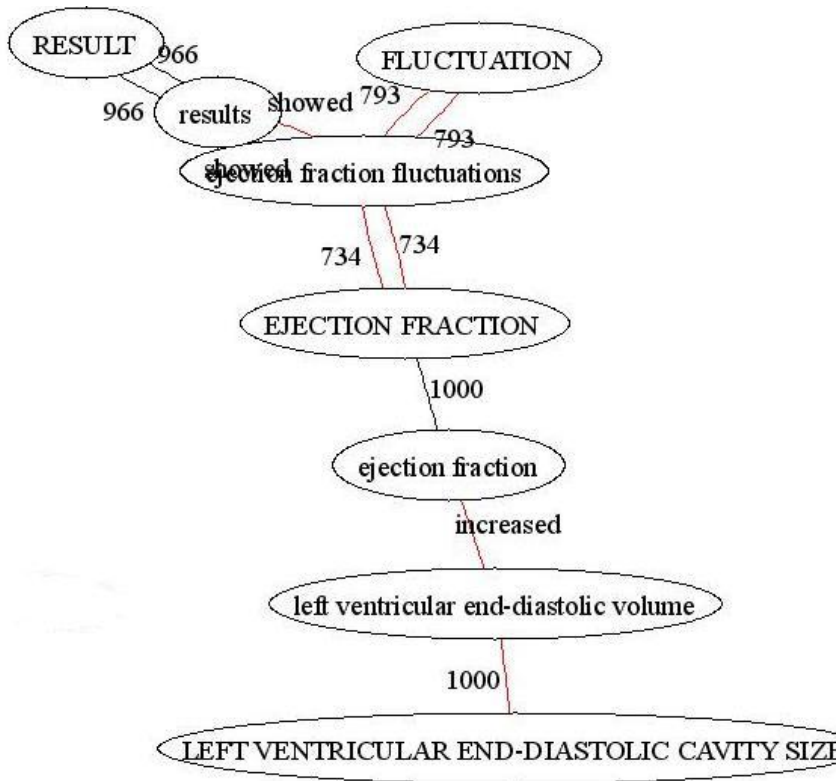 RESULT
966
FLUCTUATION
966
results
showed
793
793
showed
ejection fraction fluctuations
734
734
EJECTION FRACTION
1000
ejection fraction
increased
left ventricular end-diastolic volume
1000
LEFT VENTRICULAR END-DIASTOLIC CAVITY SIZE